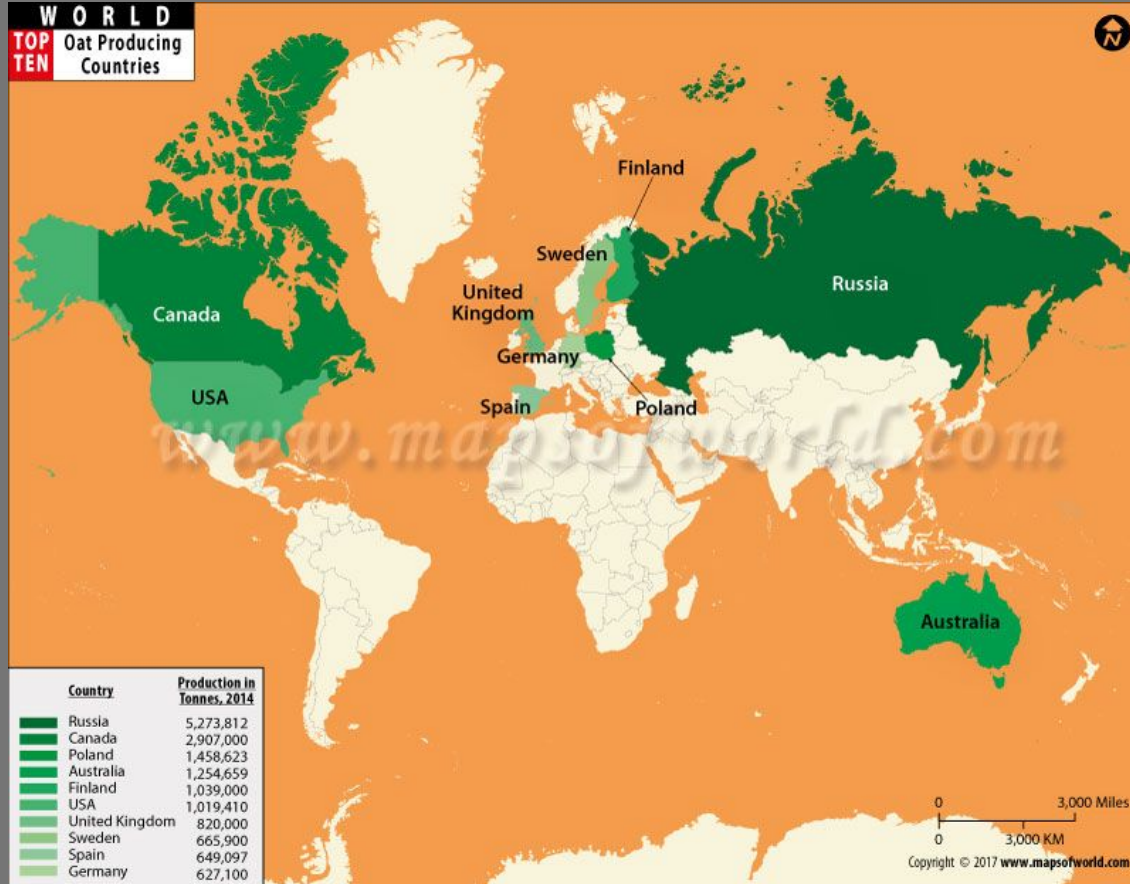 WORLD
TOP TEN
Oat Producing
Countries
N
Finland
Sweden
United
Kingdom
Russia
Canada
Germany
USA
Spain
Poland
www.mapsofworld.com
Australia
Country Production in
Tonnes, 2014
Russia 5,273,812
Canada 2,907,000
Poland 1,458,623
Australia 1,254,659
Finland 1,039,000
USA 1,019,410
United Kingdom 820,000
Sweden 665,900
Spain 649,097
Germany 627,100
0 3,000 Miles
0 3,000 KM
Copyright © 2017 www.mapsofworld.com